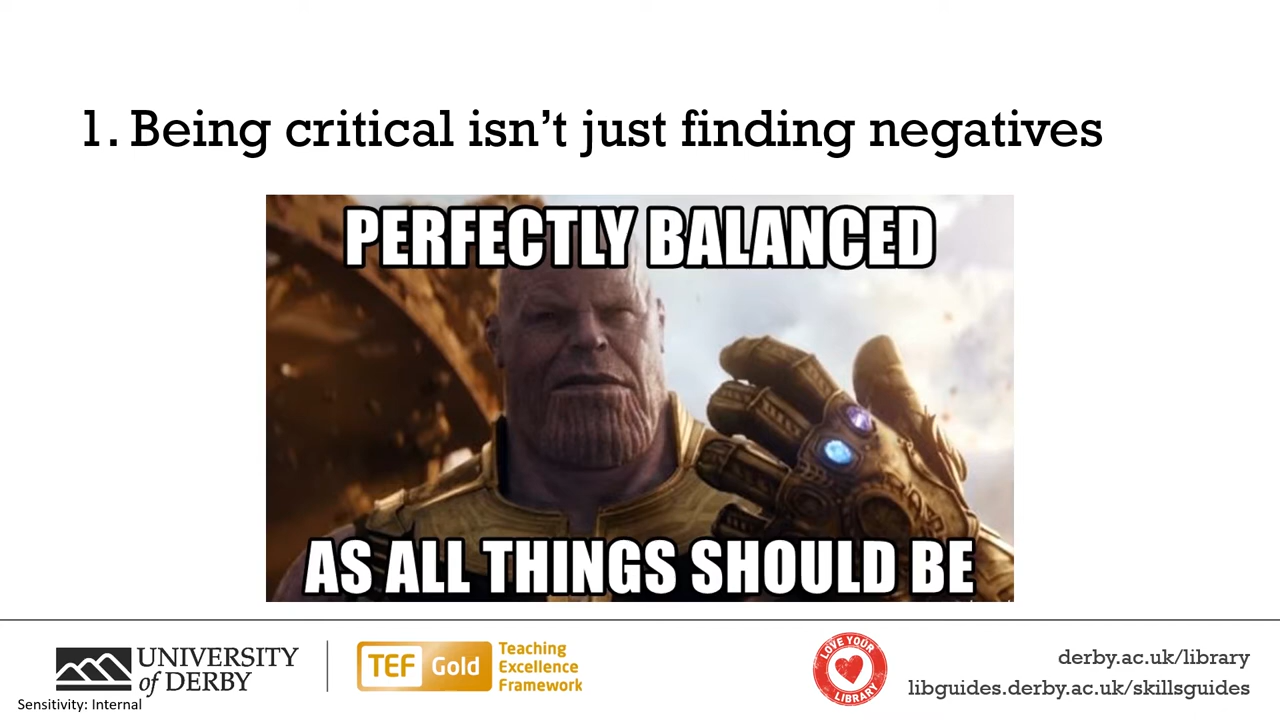 1. Being critical isn't just finding negatives
PERFECTLY BALANCED
AS ALL THINGS SHOULD BE
UNIVERSITY
of DERBY
TEF Gold
Teaching
Excellence
Framework
LOVE YOUR
LIBRARY
derby.ac.uk/library
libguides.derby.ac.uk/skillsguides
Sensitivity: Internal